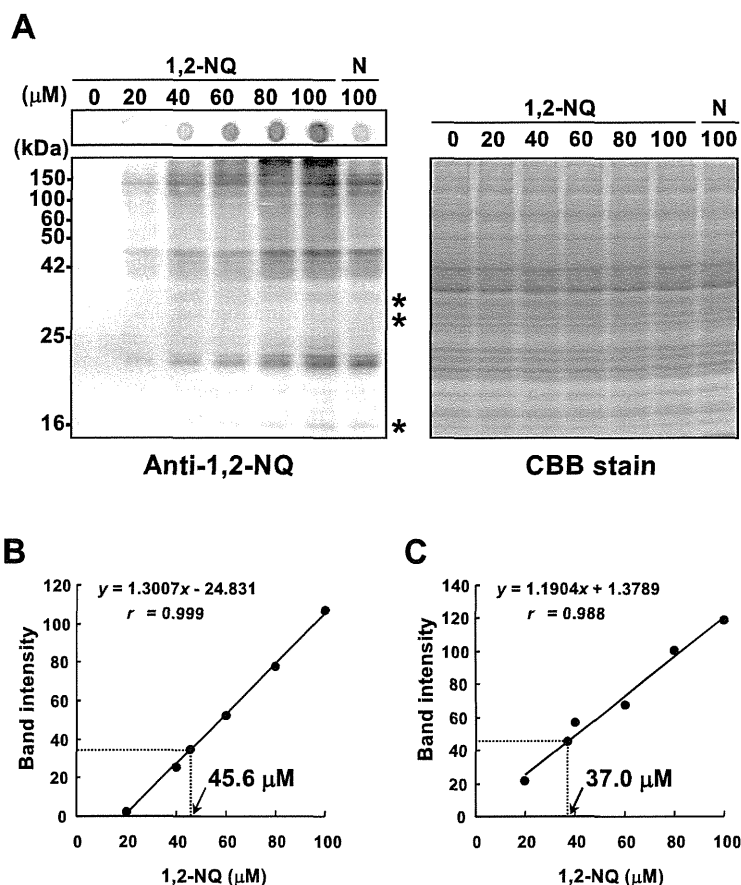 A
1,2-NQ N
(μM) 0 20 40 60 80 100 100
(kDa)
150
100
60
50
42
25
16
*
*
*
Anti-1,2-NQ
1,2-NQ N
0 20 40 60 80 100 100
CBB stain
B
y = 1.3007x - 24.831
r = 0.999
Band intensity
120
100
80
60
40
20
0
45.6 μM
0 20 40 60 80 100
1,2-NQ (μM)
C
y = 1.1904x + 1.3789
r = 0.988
Band intensity
140
120
100
80
60
40
20
0
37.0 μM
0 20 40 60 80 100
1,2-NQ (μM)